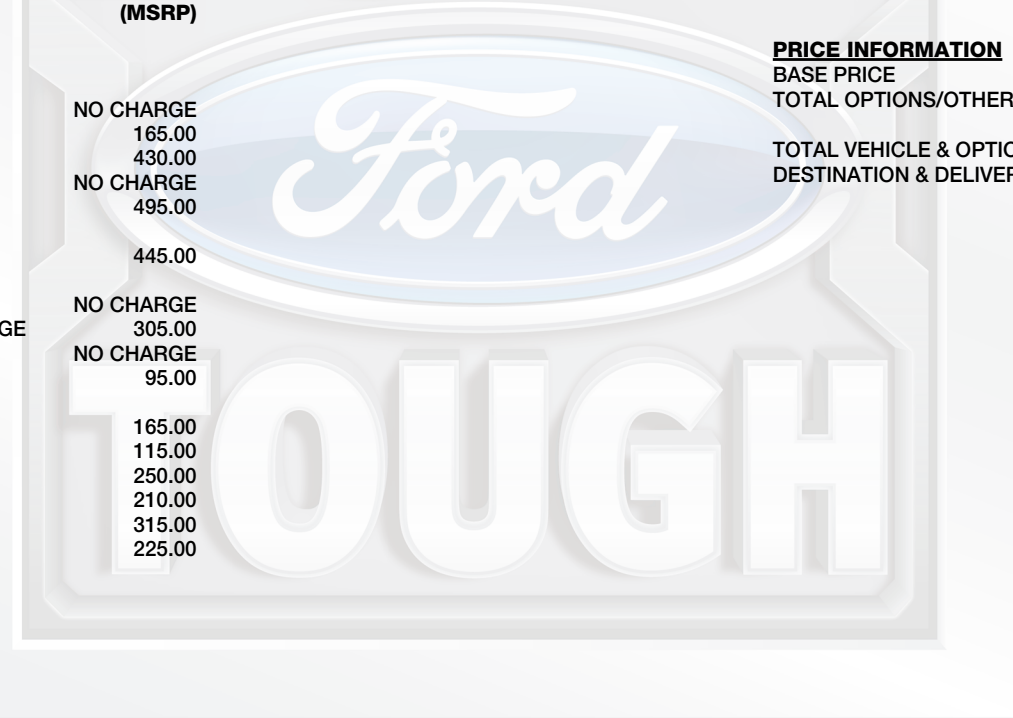 (MSRP)
NO CHARGE
165.00
430.00
NO CHARGE
495.00
445.00
NO CHARGE
GE 305.00
NO CHARGE
95.00
165.00
115.00
250.00
210.00
315.00
225.00
PRICE INFORMATION
BASE PRICE
TOTAL OPTIONS/OTHER
TOTAL VEHICLE & OPTIO
DESTINATION & DELIVER
Ford
TOUGH